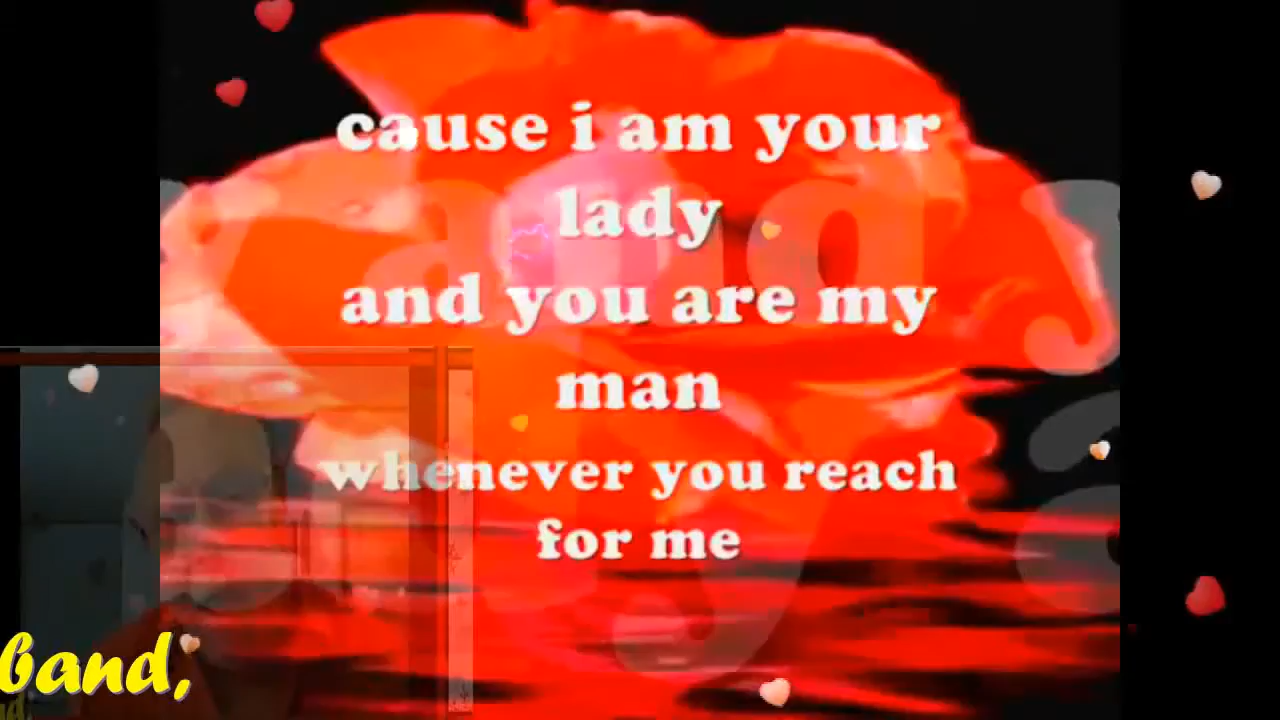 cause i am your
lady
and you are my
man
whenever you reach
for me
band,